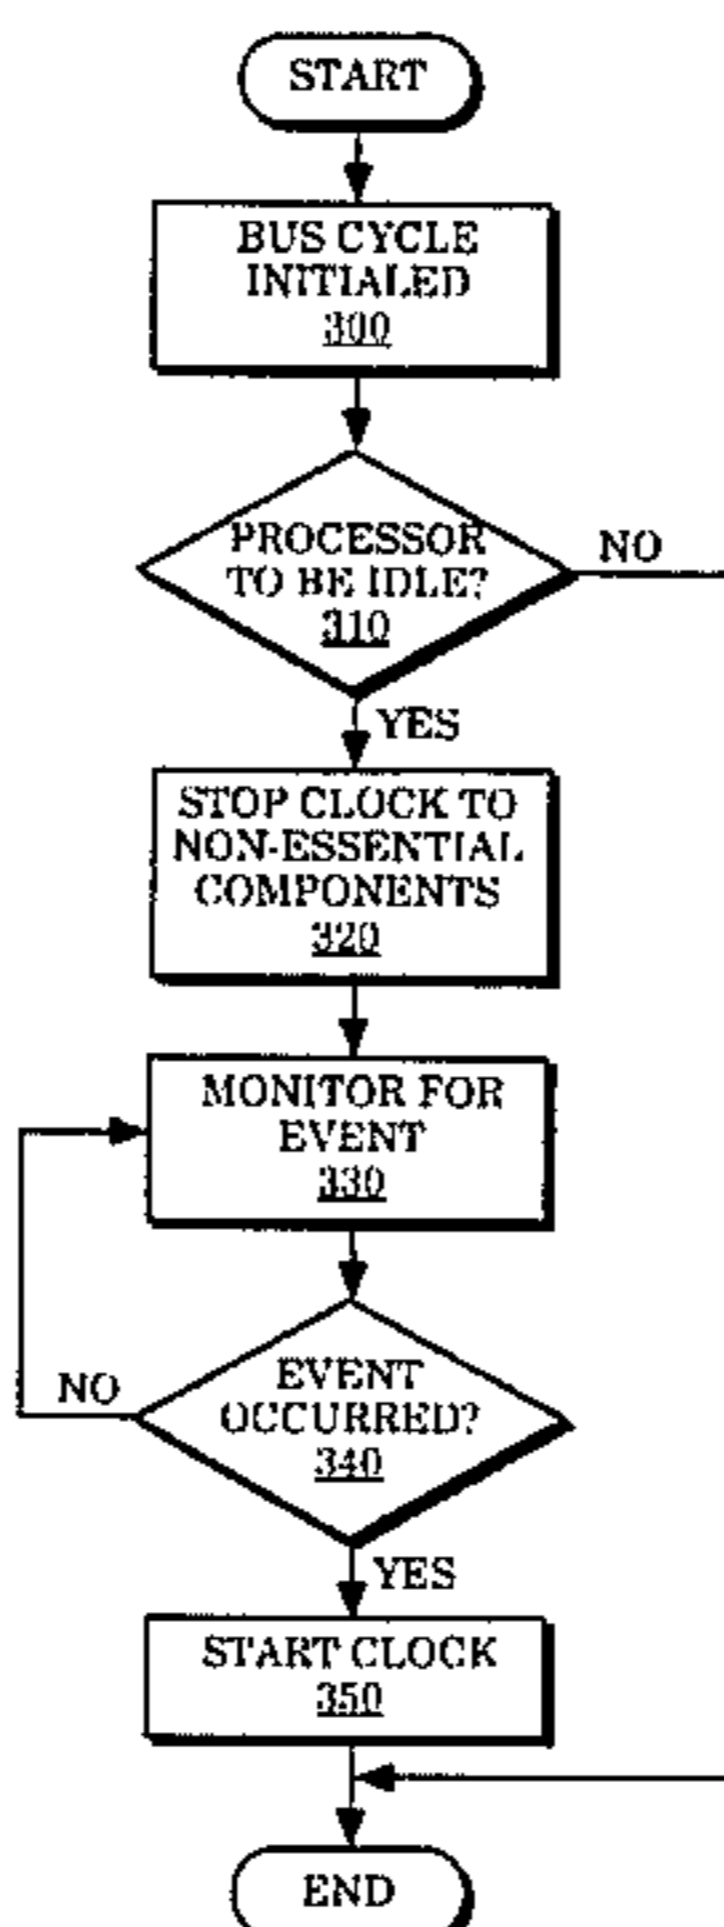 START
BUS CYCLE
INITIALED
300
PROCESSOR
TO BE IDLE?
310
NO
YES
STOP CLOCK TO
NON-ESSENTIAL
COMPONENTS
320
MONITOR FOR
EVENT
330
EVENT
OCCURRED?
340
NO
YES
START CLOCK
350
END